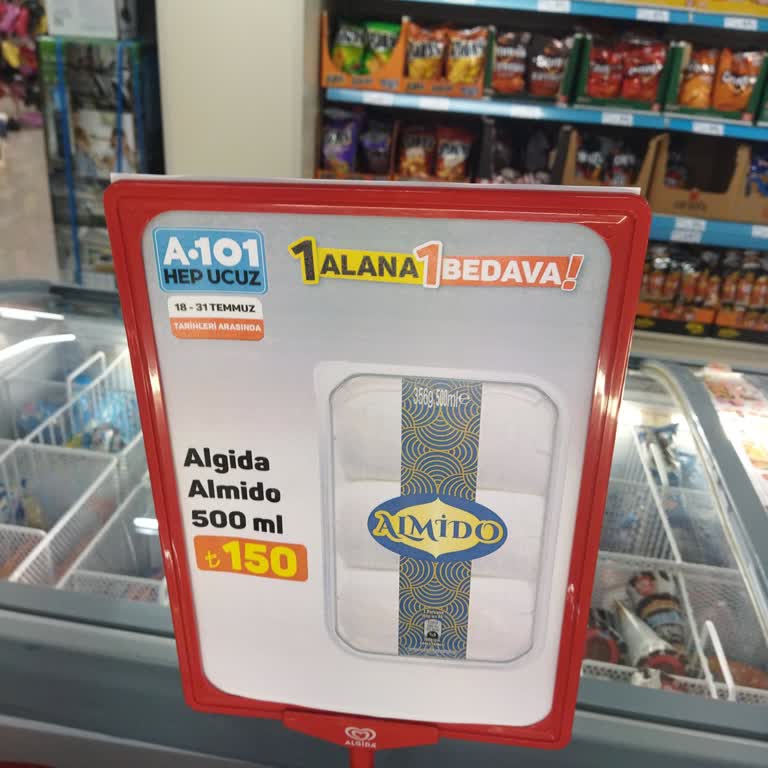 A·101
HEP UCUZ
18 - 31 TEMMUZ
TARİHLERİ ARASINDA
1 ALANA 1 BEDAVA!
356g 500ml e
Algida
Almido
500 ml
₺150
ALMİDO
ALGIDA